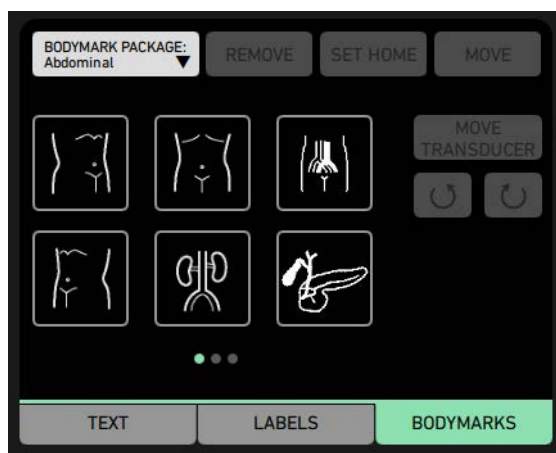 BODYMARK PACKAGE:
Abdominal
REMOVE
SET HOME
MOVE
MOVE
TRANSDUCER
TEXT
LABELS
BODYMARKS